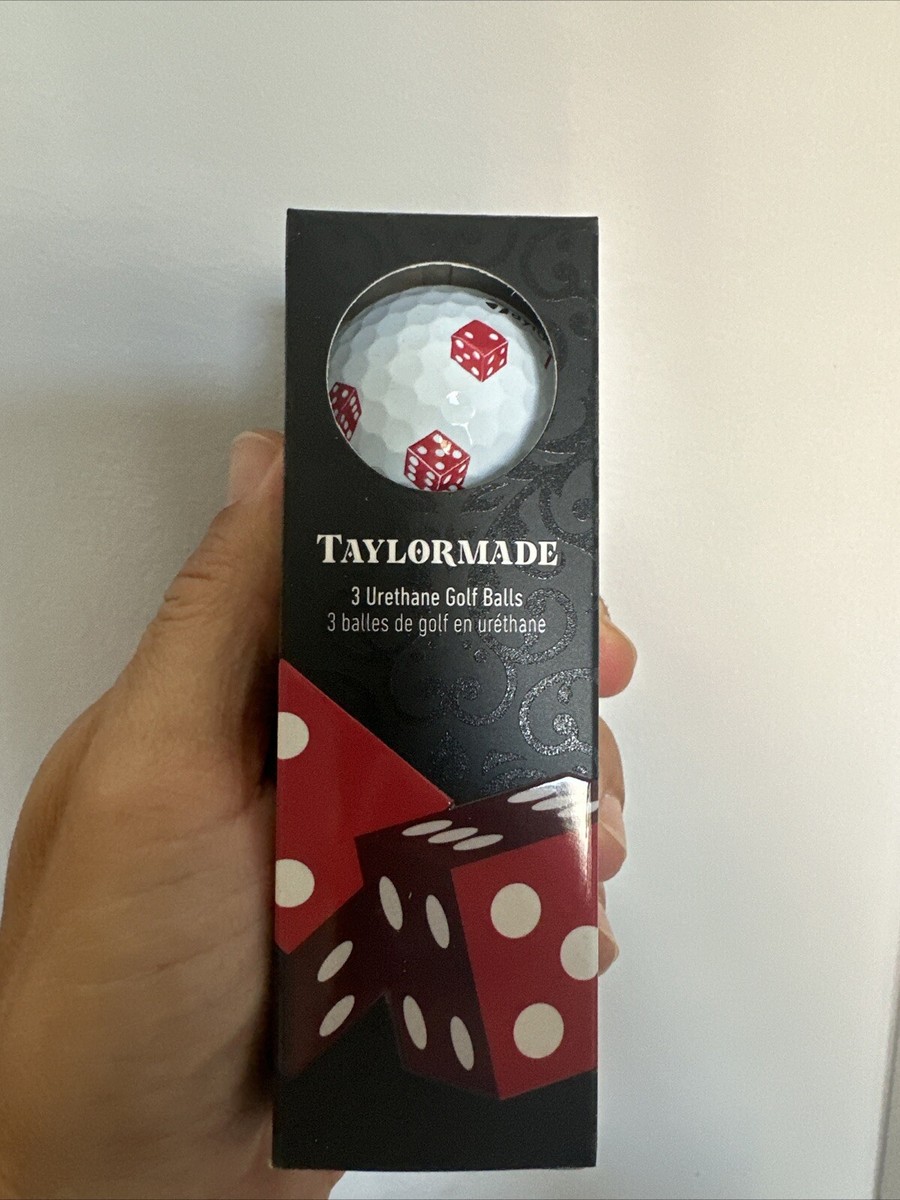 TAYLORMADE
3 Urethane Golf Balls
3 balles de golf en uréthane